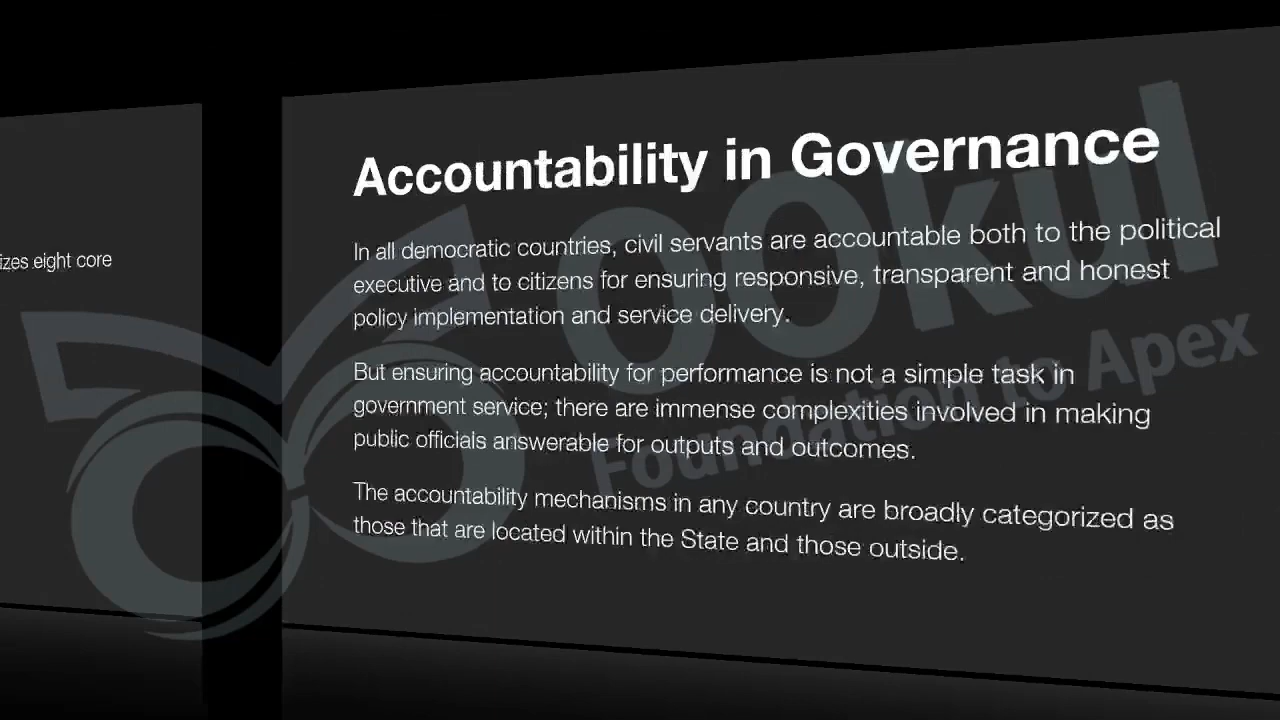 izes eight core
Accountability in Governance
In all democratic countries, civil servants are accountable both to the political
executive and to citizens for ensuring responsive, transparent and honest
policy implementation and service delivery.
But ensuring accountability for performance is not a simple task in
government service; there are immense complexities involved in making
public officials answerable for outputs and outcomes.
The accountability mechanisms in any country are broadly categorized as
those that are located within the State and those outside.
OOkul
Foundation to Apex